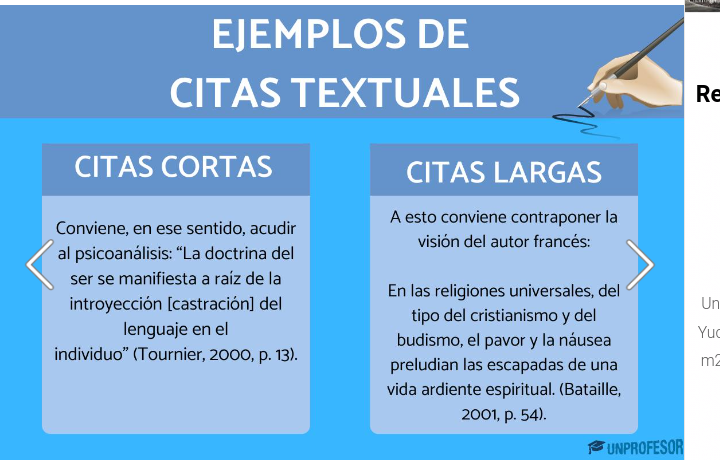 EJEMPLOS DE
CITAS TEXTUALES
CITAS CORTAS
Conviene, en ese sentido, acudir
al psicoanálisis: “La doctrina del
ser se manifiesta a raíz de la
introyección [castración] del
lenguaje en el
individuo” (Tournier, 2000, p. 13).
CITAS LARGAS
A esto conviene contraponer la
visión del autor francés:
En las religiones universales, del
tipo del cristianismo y del
budismo, el pavor y la náusea
preludian las escapadas de una
vida ardiente espiritual. (Bataille,
2001, p. 54).
UNPROFESOR
Re
Un
Yuc
m2